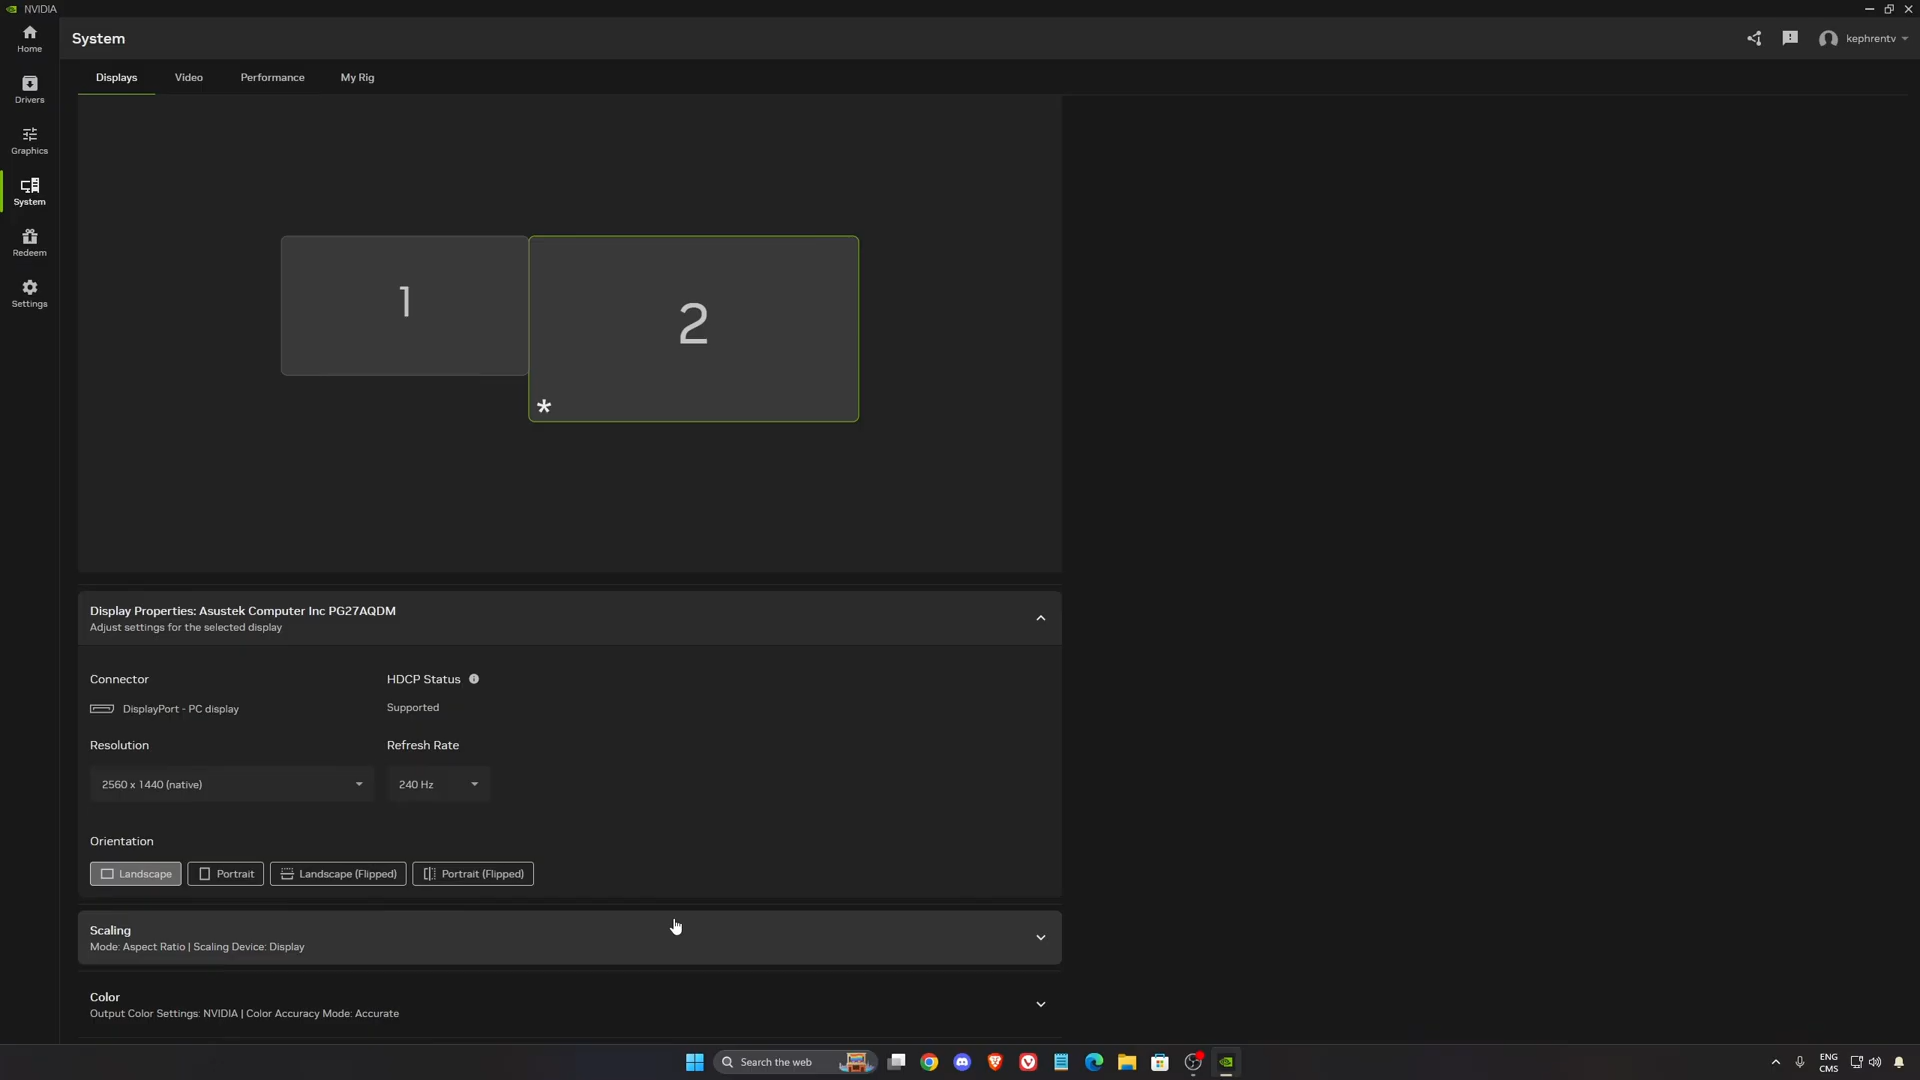 NVIDIA
System
kephrentv
Home
Drivers
Graphics
System
Redeem
Settings
Displays
Video
Performance
My Rig
1
2
*
Display Properties: Asustek Computer Inc PG27AQDM
Adjust settings for the selected display
Connector
HDCP Status
DisplayPort - PC display
Supported
Resolution
Refresh Rate
2560 x 1440 (native)
240 Hz
Orientation
Landscape
Portrait
Landscape (Flipped)
Portrait (Flipped)
Scaling
Mode: Aspect Ratio | Scaling Device: Display
Color
Output Color Settings: NVIDIA | Color Accuracy Mode: Accurate
Search the web
ENG
CMS